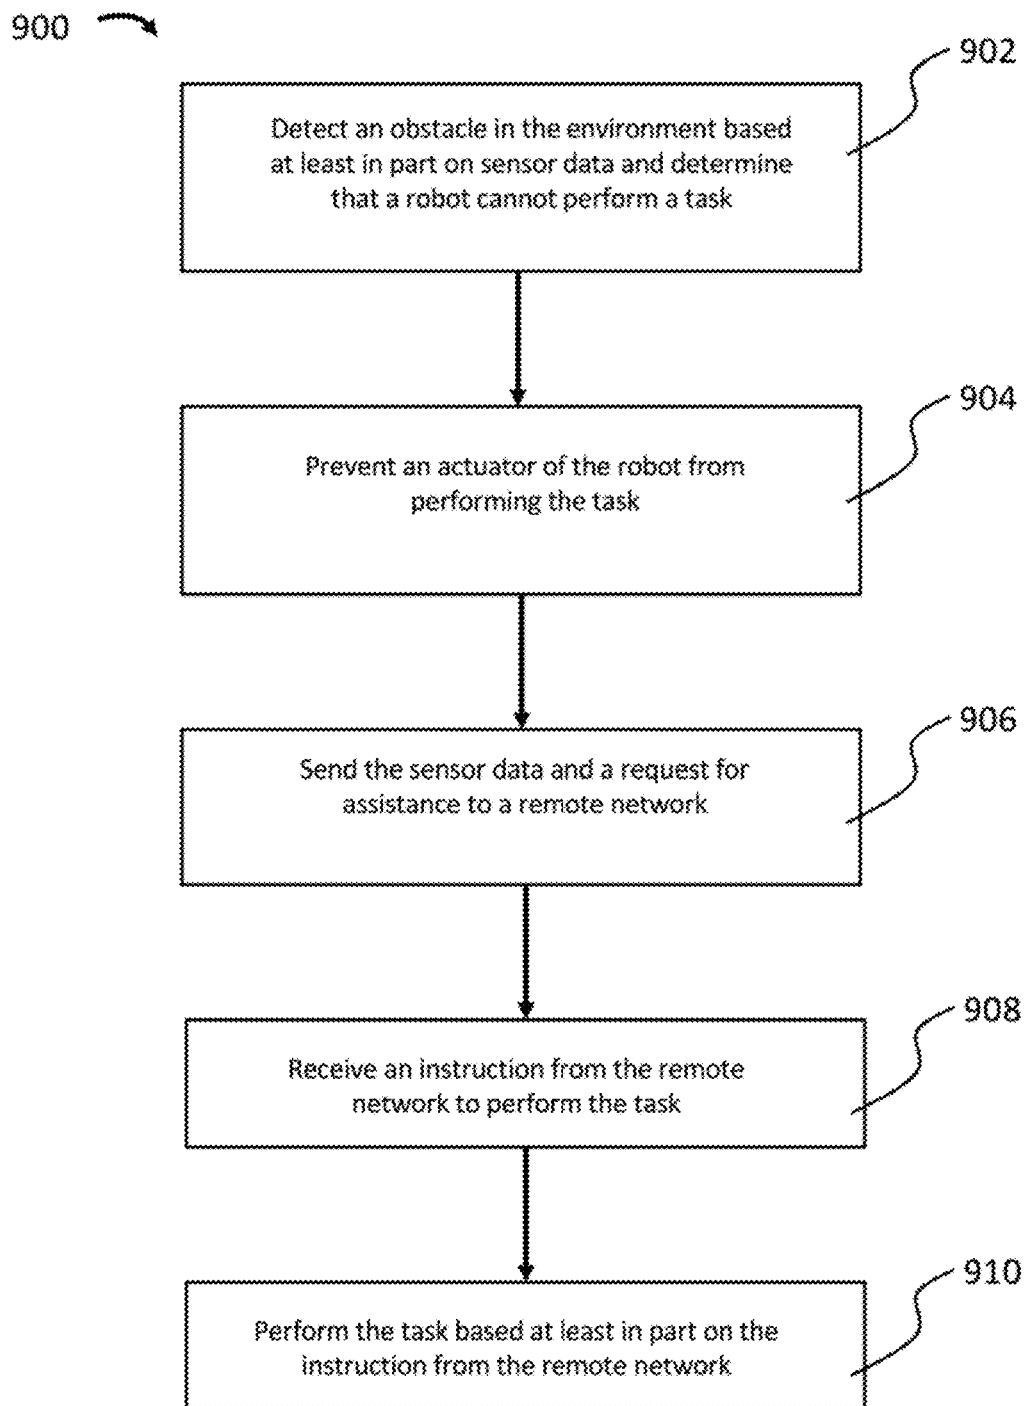 900
902
Detect an obstacle in the environment based
at least in part on sensor data and determine
that a robot cannot perform a task
904
Prevent an actuator of the robot from
performing the task
906
Send the sensor data and a request for
assistance to a remote network
908
Receive an instruction from the remote
network to perform the task
910
Perform the task based at least in part on the
instruction from the remote network